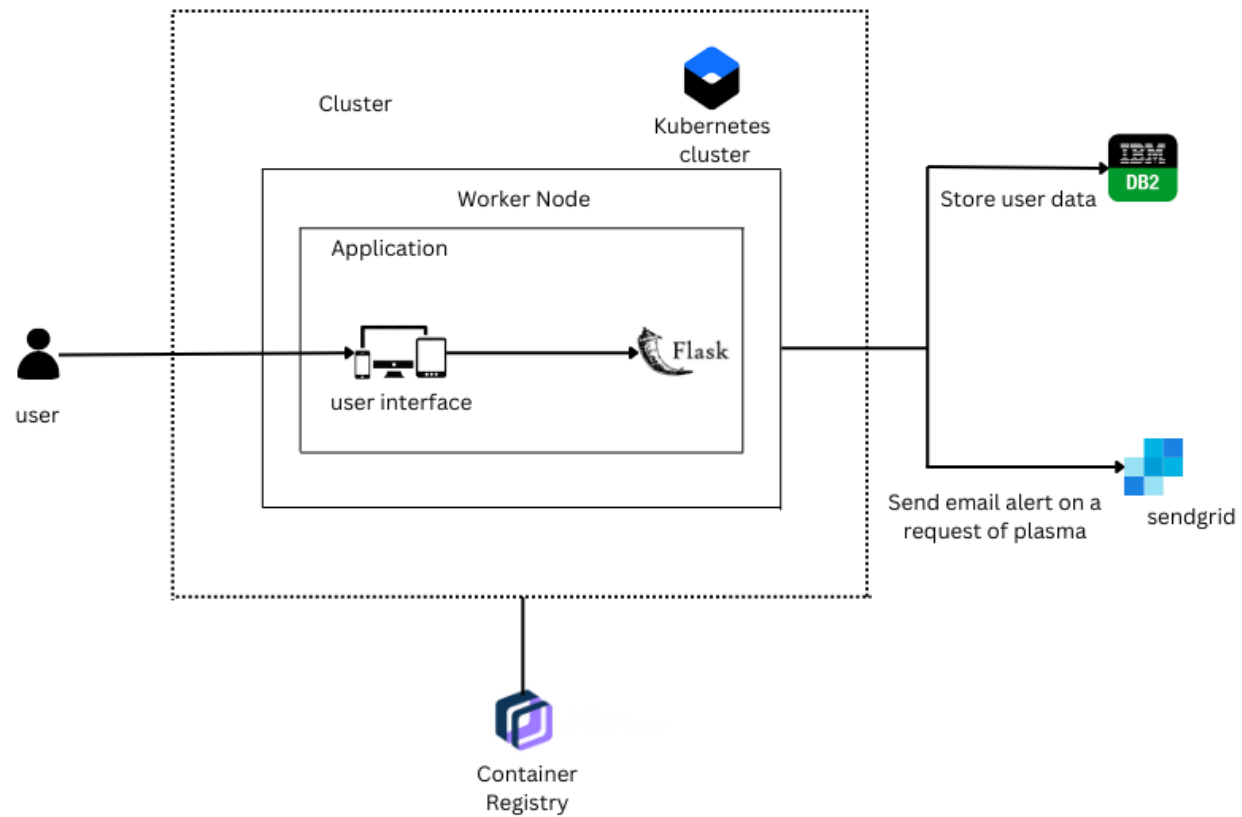 Cluster
Kubernetes
cluster
Worker Node
Application
user
user interface
Flask
IBM
DB2
Store user data
Send email alert on a
request of plasma
sendgrid
Container
Registry